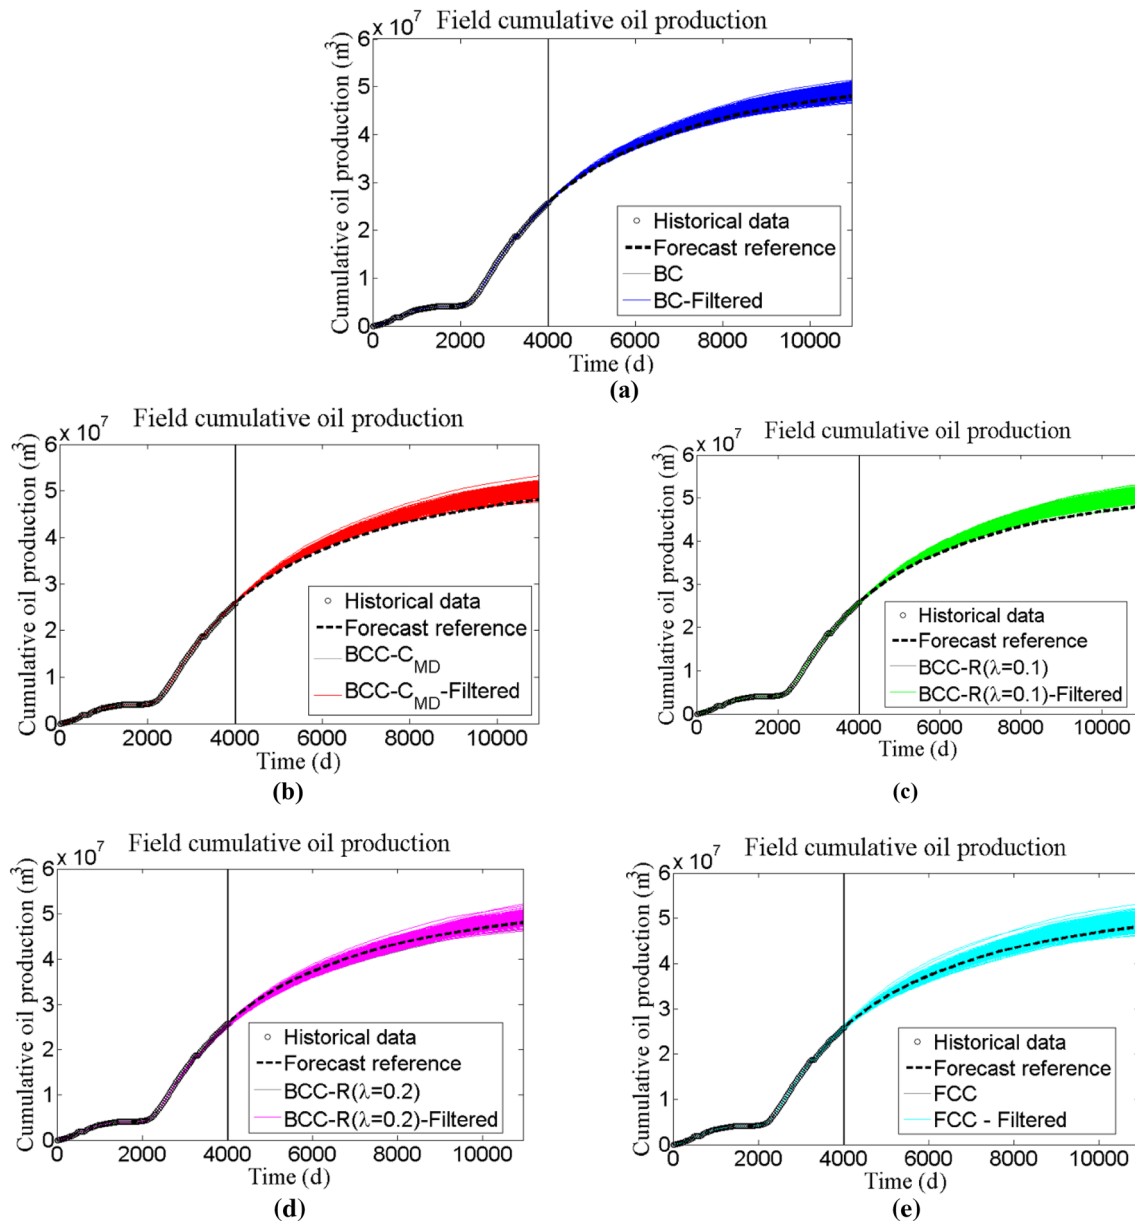 Field cumulative oil production
6 x 10^7
Cumulative oil production (m³)
5
4
3
2
1
0
Historical data
Forecast reference
BC
BC-Filtered
0 2000 4000 6000 8000 10000
Time (d)
(a)
Field cumulative oil production
6 x 10^7
Cumulative oil production (m³)
5
4
3
2
1
0
Historical data
Forecast reference
BCC-C_MD
BCC-C_MD-Filtered
0 2000 4000 6000 8000 10000
Time (d)
(b)
Field cumulative oil production
6 x 10^7
Cumulative oil production (m³)
5
4
3
2
1
0
Historical data
Forecast reference
BCC-R(λ=0.1)
BCC-R(λ=0.1)-Filtered
0 2000 4000 6000 8000 10000
Time (d)
(c)
Field cumulative oil production
6 x 10^7
Cumulative oil production (m³)
5
4
3
2
1
0
Historical data
Forecast reference
BCC-R(λ=0.2)
BCC-R(λ=0.2)-Filtered
0 2000 4000 6000 8000 10000
Time (d)
(d)
Field cumulative oil production
6 x 10^7
Cumulative oil production (m³)
5
4
3
2
1
0
Historical data
Forecast reference
FCC
FCC - Filtered
0 2000 4000 6000 8000 10000
Time (d)
(e)